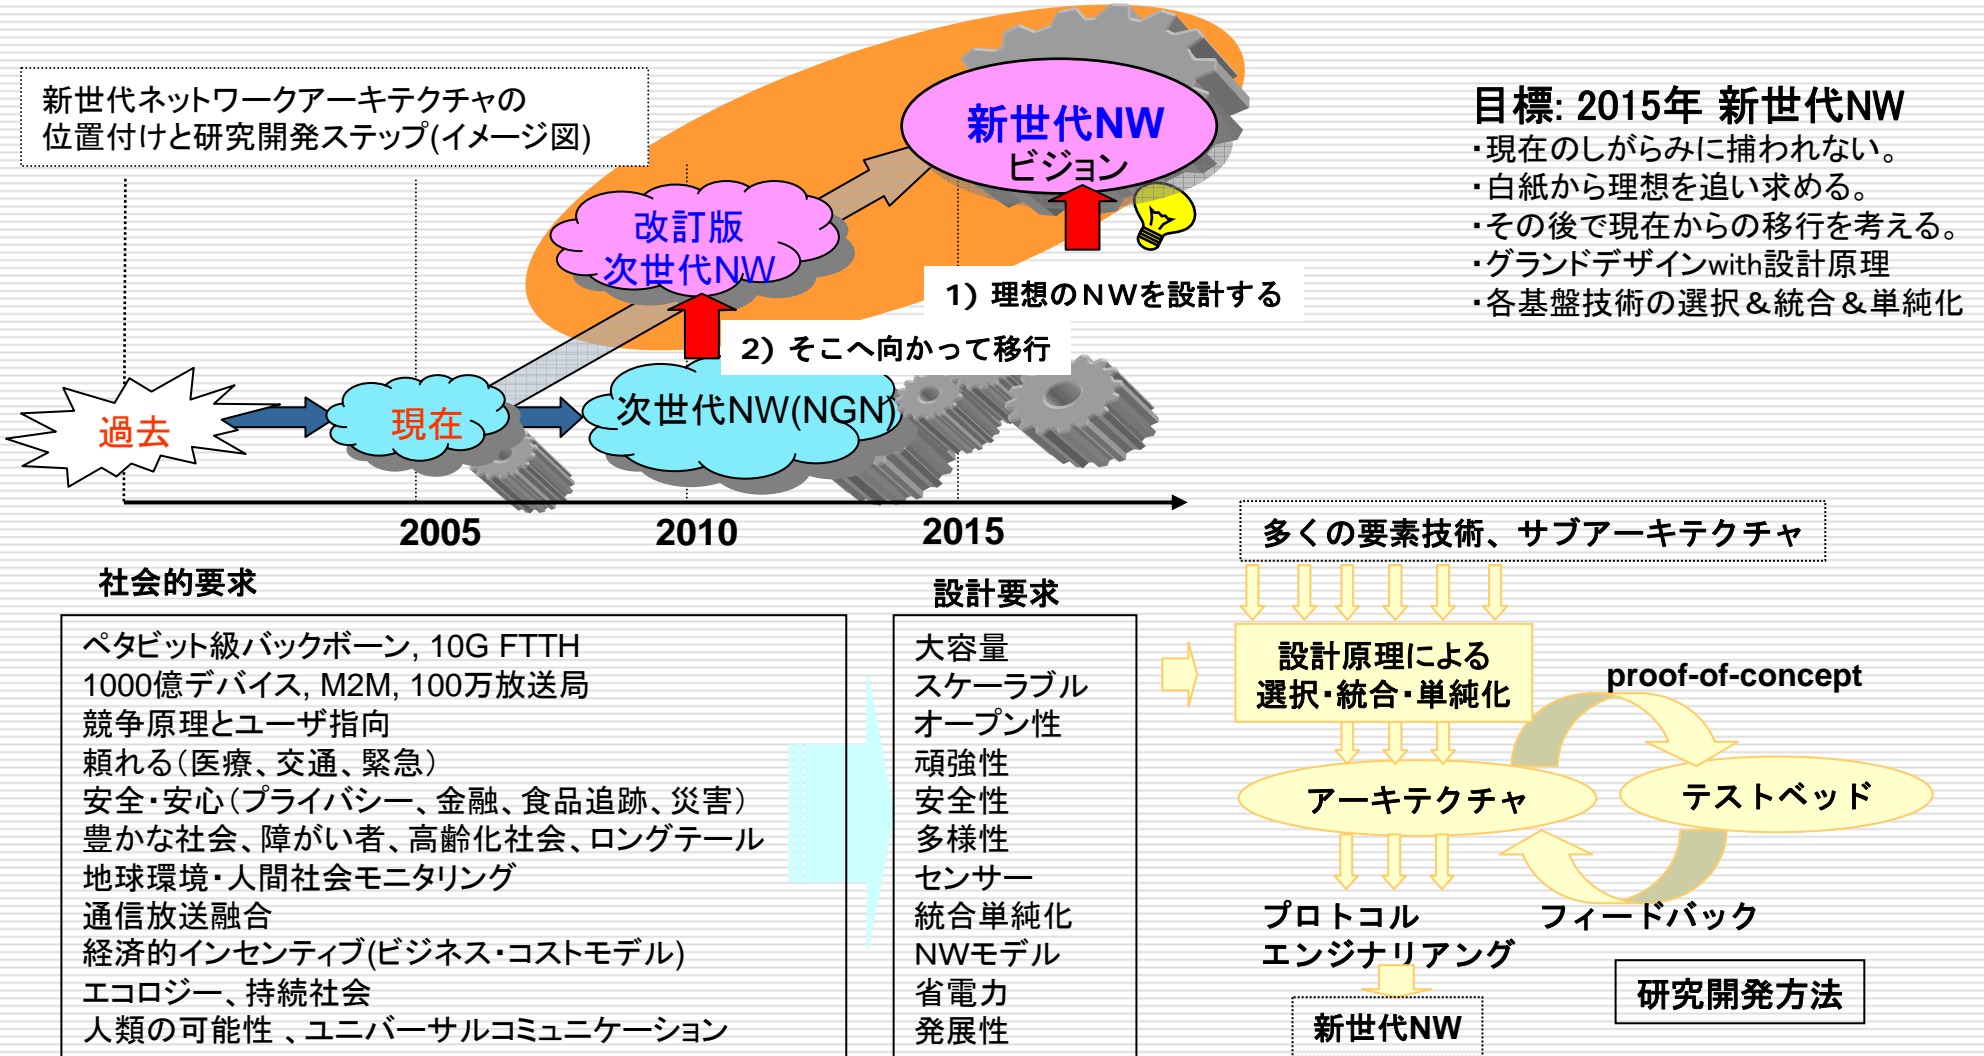 新世代ネットワークアーキテクチャの
位置付けと研究開発ステップ(イメージ図)
新世代NW
ビジョン
改訂版
次世代NW
1) 理想のNWを設計する
2) そこへ向かって移行
過去
現在
次世代NW(NGN)
2005
2010
2015
目標: 2015年 新世代NW
・現在のしがらみに捕われない。
・白紙から理想を追い求める。
・その後で現在からの移行を考える。
・グランドデザインwith設計原理
・各基盤技術の選択&統合&単純化
社会的要求
ペタビット級バックボーン, 10G FTTH
1000億デバイス, M2M, 100万放送局
競争原理とユーザ指向
頼れる(医療、交通、緊急)
安全・安心(プライバシー、金融、食品追跡、災害)
豊かな社会、障がい者、高齢化社会、ロングテール
地球環境・人間社会モニタリング
通信放送融合
経済的インセンティブ(ビジネス・コストモデル)
エコロジー、持続社会
人類の可能性 、ユニバーサルコミュニケーション
設計要求
大容量
スケーラブル
オープン性
頑強性
安全性
多様性
センサー
統合単純化
NWモデル
省電力
発展性
多くの要素技術、サブアーキテクチャ
設計原理による
選択・統合・単純化
proof-of-concept
アーキテクチャ
テストベッド
プロトコル
エンジナリアング
フィードバック
研究開発方法
新世代NW